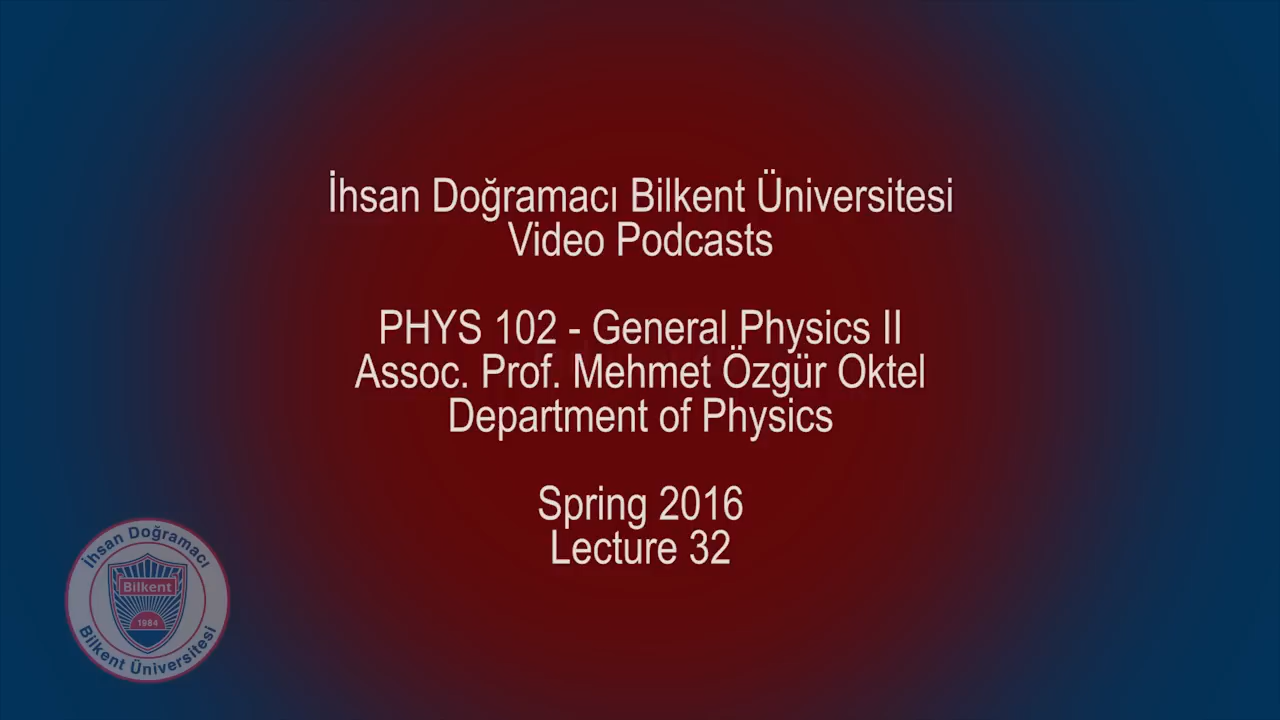 İhsan Doğramacı Bilkent Üniversitesi
Video Podcasts
PHYS 102 - General Physics II
Assoc. Prof. Mehmet Özgür Oktel
Department of Physics
Spring 2016
Lecture 32
İhsan Doğramacı
Bilkent
1984
Bilkent Üniversitesi